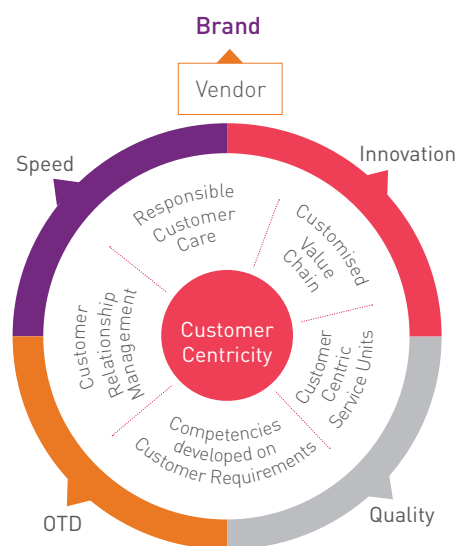 Brand
Vendor
Speed
Innovation
Responsible
Customer
Care
Customised
Value
Chain
Customer
Relationship
Management
Customer
Centricity
Customer
Centric
Service Units
Competencies
developed on
Customer Requirements
OTD
Quality